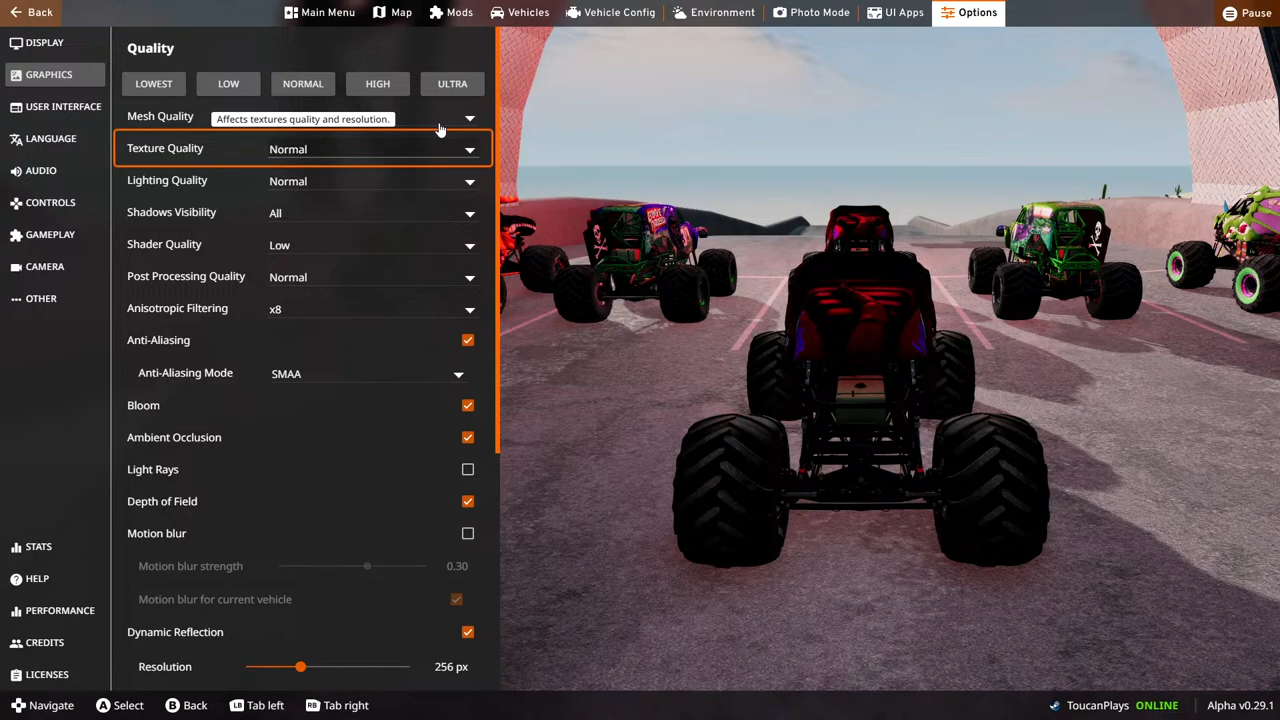 Back
Main Menu
Map
Mods
Vehicles
Vehicle Config
Environment
Photo Mode
UI Apps
Options
Pause
DISPLAY
GRAPHICS
USER INTERFACE
LANGUAGE
AUDIO
CONTROLS
GAMEPLAY
CAMERA
OTHER
STATS
HELP
PERFORMANCE
CREDITS
LICENSES
Quality
LOWEST LOW NORMAL HIGH ULTRA
Mesh Quality
Affects textures quality and resolution.
Texture Quality Normal
Lighting Quality Normal
Shadows Visibility All
Shader Quality Low
Post Processing Quality Normal
Anisotropic Filtering x8
Anti-Aliasing
Anti-Aliasing Mode SMAA
Bloom
Ambient Occlusion
Light Rays
Depth of Field
Motion blur
Motion blur strength 0.30
Motion blur for current vehicle
Dynamic Reflection
Resolution 256 px
Navigate
A Select
B Back
LB Tab left
RB Tab right
ToucanPlays ONLINE
Alpha v0.29.1